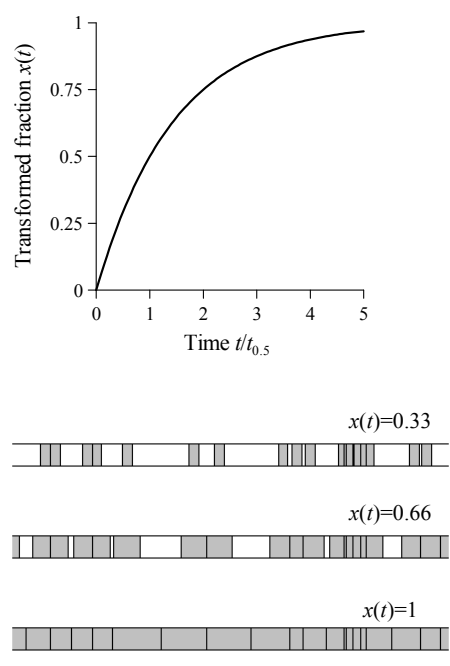 Transformed fraction x(t)
1
0.75
0.5
0.25
0
0 1 2 3 4 5
Time t/t0.5
x(t)=0.33
x(t)=0.66
x(t)=1